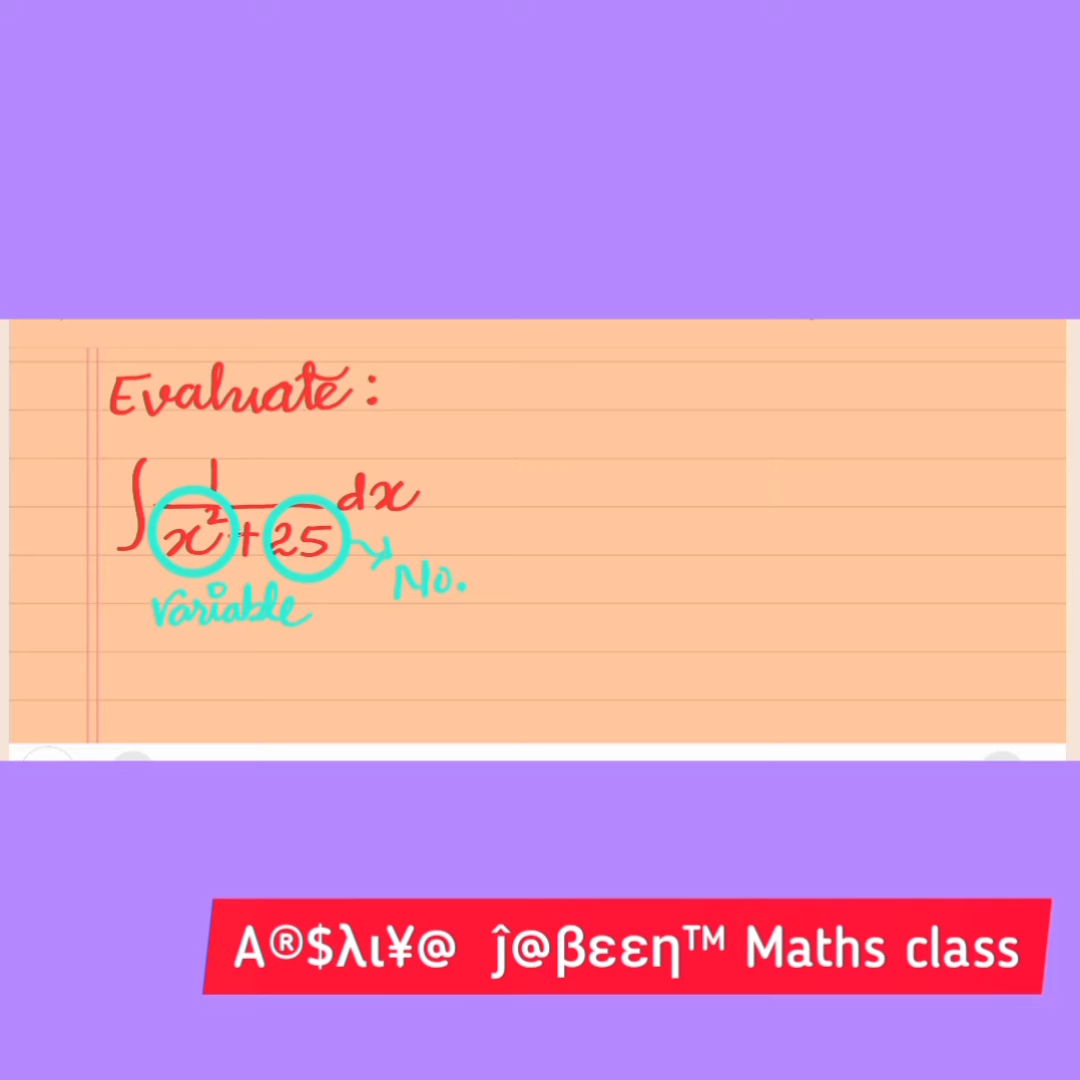 Evaluate :
∫ 1/(x²+25) dx
No.
Variable
A®$λι¥@ ĵ@βεεη™ Maths class